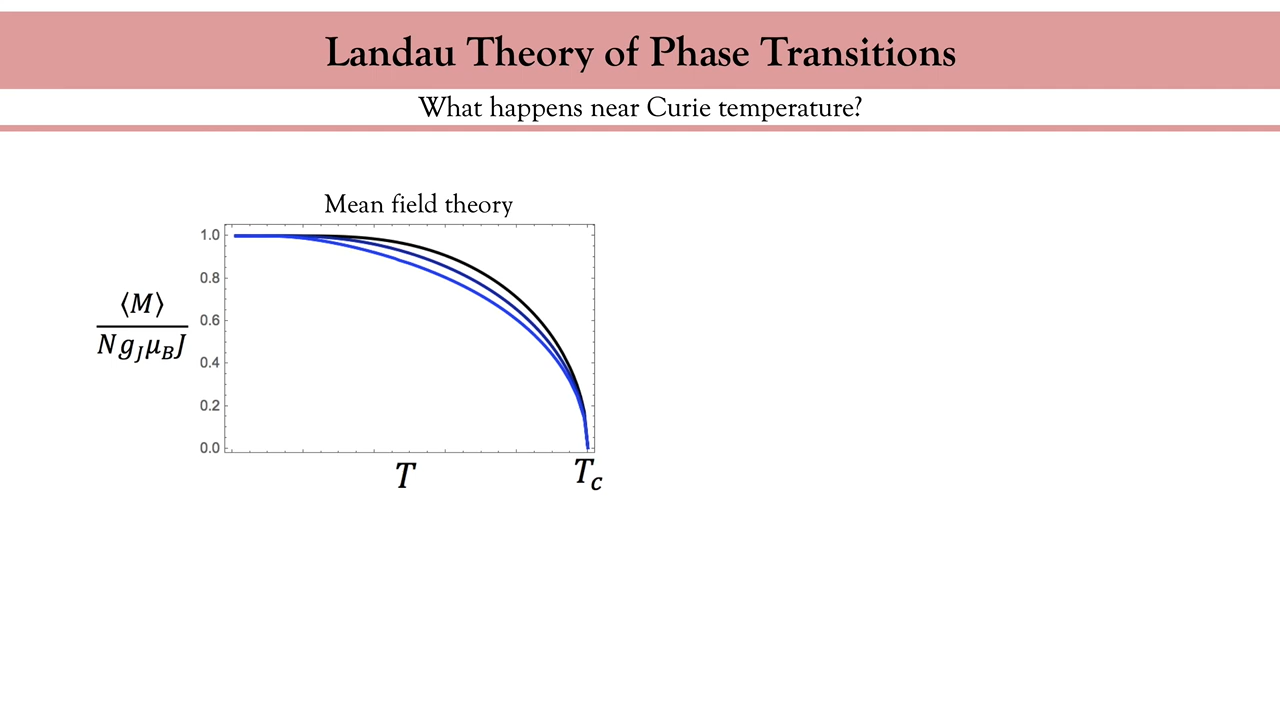 Landau Theory of Phase Transitions
What happens near Curie temperature?
Mean field theory
1.0
0.8
0.6
0.4
0.2
0.0
⟨M⟩
Ng_Jμ_BJ
T
T_c